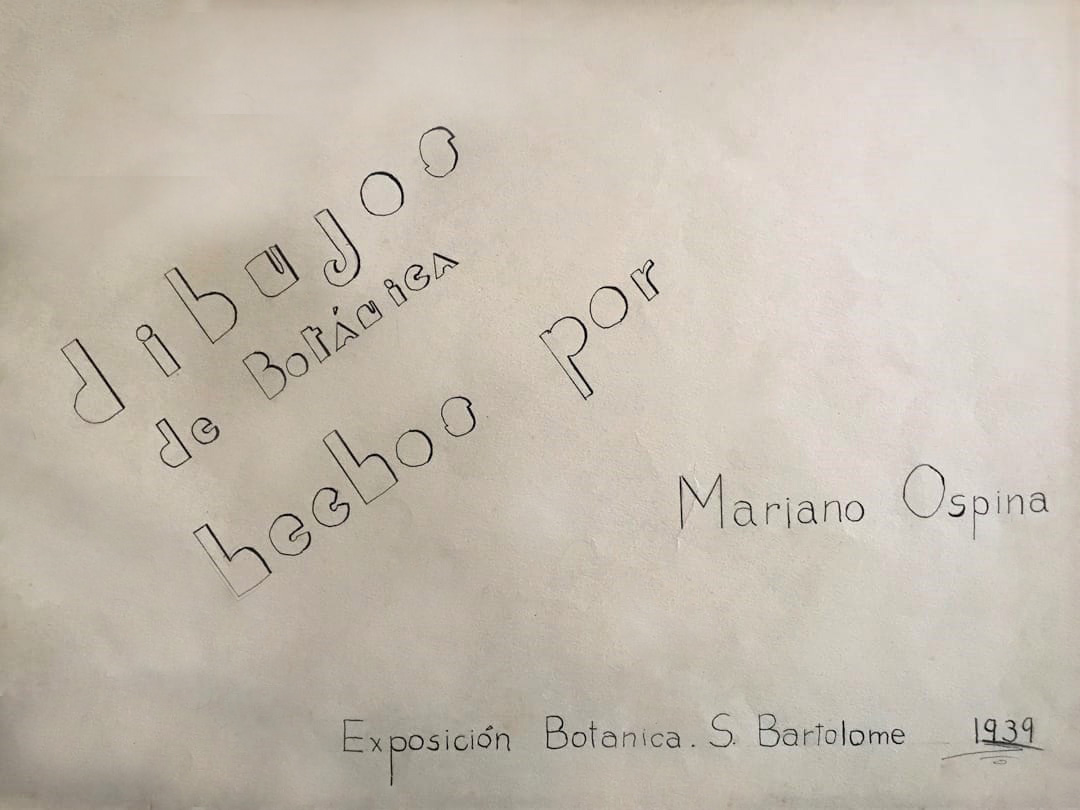 dibujos
de BotÁnicA
hechos por
Mariano Ospina
Exposición Botanica. S. Bartolome 1939